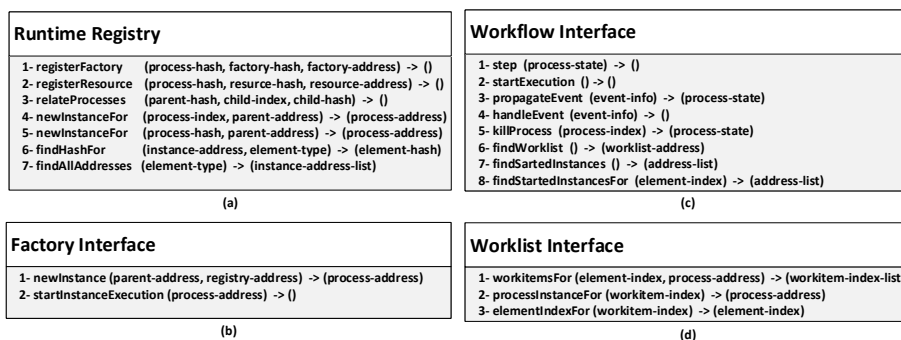 Runtime Registry
1- registerFactory (process-hash, factory-hash, factory-address) -> ()
2- registerResource (process-hash, resurce-hash, resource-address) -> ()
3- relateProcesses (parent-hash, child-index, child-hash) -> ()
4- newInstanceFor (process-index, parent-address) -> (process-address)
5- newInstanceFor (process-hash, parent-address) -> (process-address)
6- findHashFor (instance-address, element-type) -> (element-hash)
7- findAllAddresses (element-type) -> (instance-address-list)
(a)
Factory Interface
1- newInstance (parent-address, registry-address) -> (process-address)
2- startInstanceExecution (process-address) -> ()
(b)
Workflow Interface
1- step (process-state) -> ()
2- startExecution () -> ()
3- propagateEvent (event-info) -> (process-state)
4- handleEvent (event-info) -> ()
5- killProcess (process-index) -> (process-state)
6- findWorklist () -> (worklist-address)
7- findSartedInstances () -> (address-list)
8- findStartedInstancesFor (element-index) -> (address-list)
(c)
Worklist Interface
1- workitemsFor (element-index, process-address) -> (workitem-index-list
2- processInstanceFor (workitem-index) -> (process-address)
3- elementIndexFor (workitem-index) -> (element-index)
(d)